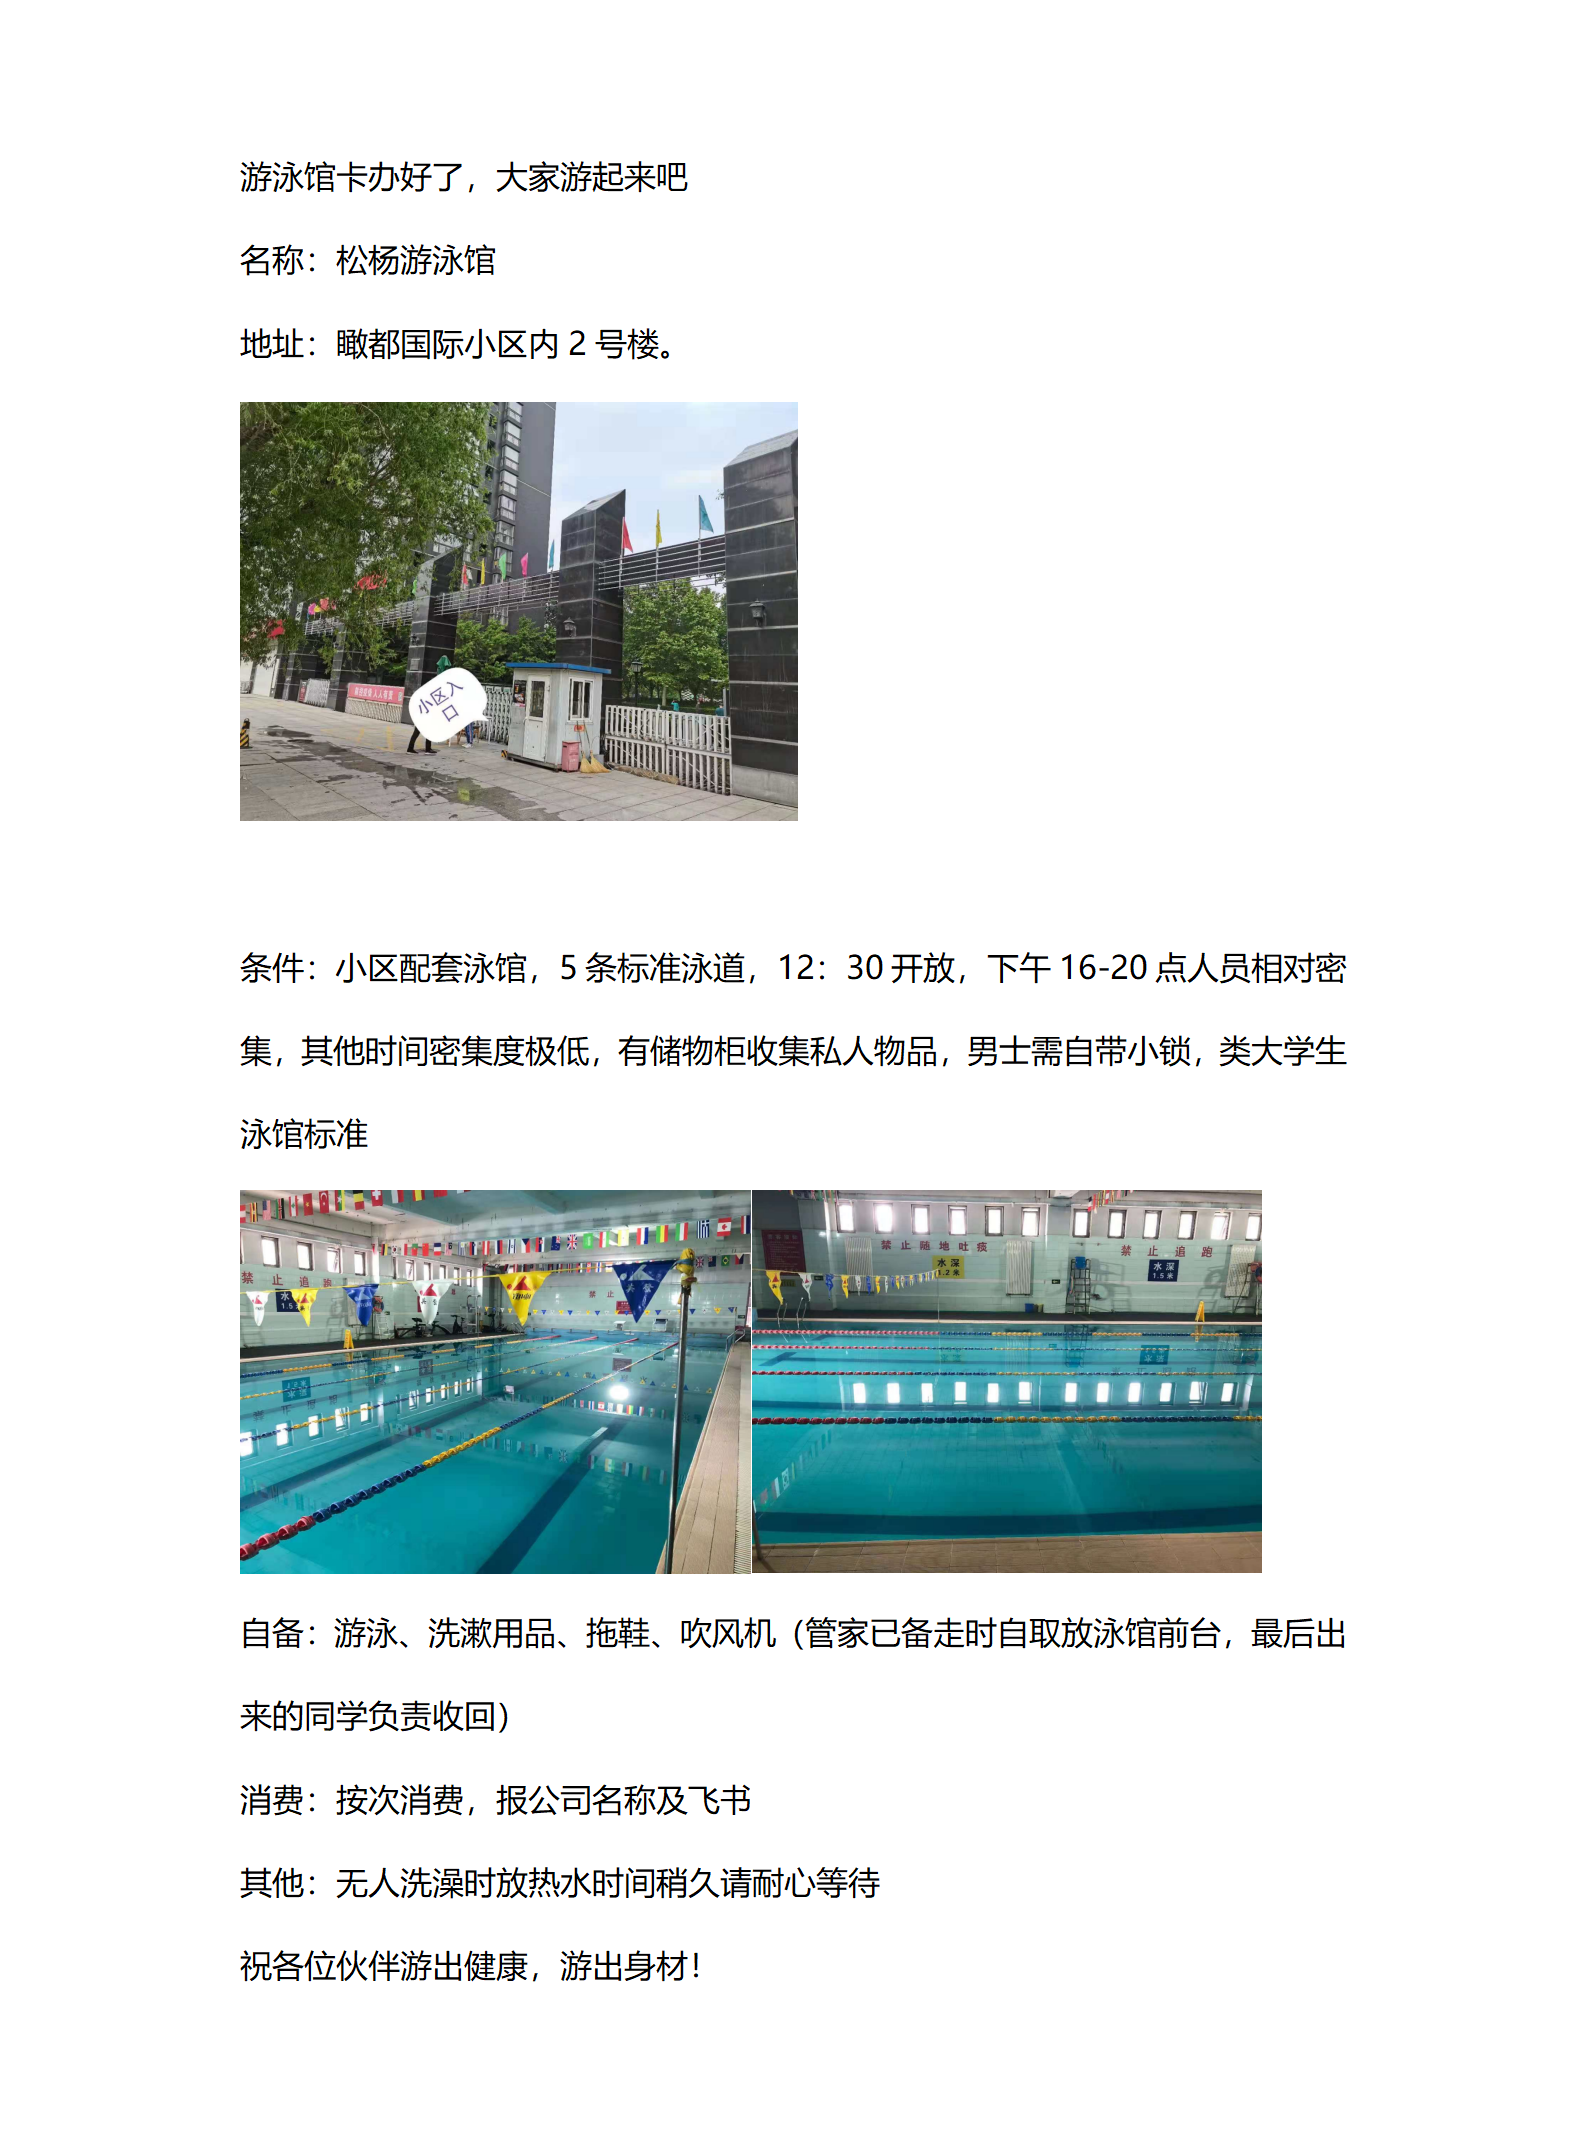 游泳馆卡办好了，大家游起来吧
名称：松杨游泳馆
地址：瞰都国际小区内 2 号楼。
小区入
口
条件：小区配套泳馆，5 条标准泳道，12：30 开放，下午 16-20 点人员相对密
集，其他时间密集度极低，有储物柜收集私人物品，男士需自带小锁，类大学生
泳馆标准
禁止追跑
水深
1.5米
禁止
禁止随地吐痰
水深
1.2米
禁止追跑
水深
1.5米
自备：游泳、洗漱用品、拖鞋、吹风机（管家已备走时自取放泳馆前台，最后出
来的同学负责收回）
消费：按次消费，报公司名称及飞书
其他：无人洗澡时放热水时间稍久请耐心等待
祝各位伙伴游出健康，游出身材！